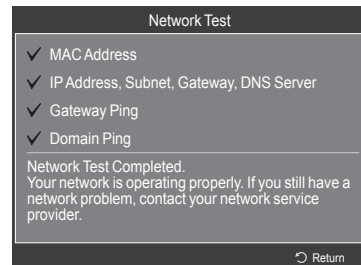 Network Test
MAC Address
IP Address, Subnet, Gateway, DNS Server
Gateway Ping
Domain Ping
Network Test Completed.
Your network is operating properly. If you still have a
network problem, contact your network service
provider.
Return